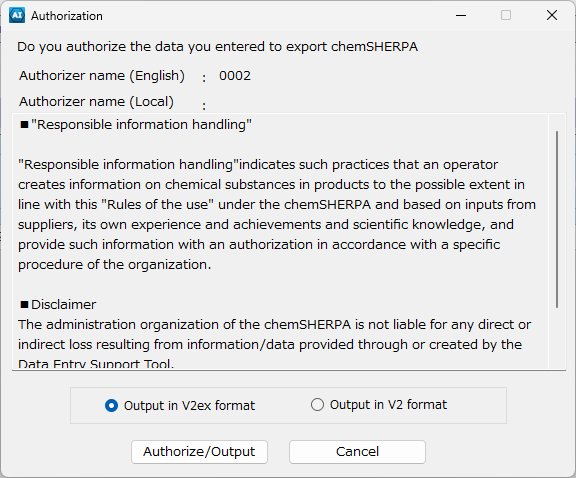 AI Authorization
Do you authorize the data you entered to export chemSHERPA
Authorizer name (English) : 0002
Authorizer name (Local) :
■"Responsible information handling"
"Responsible information handling"indicates such practices that an operator
creates information on chemical substances in products to the possible extent in
line with this "Rules of the use" under the chemSHERPA and based on inputs from
suppliers, its own experience and achievements and scientific knowledge, and
provide such information with an authorization in accordance with a specific
procedure of the organization.
■Disclaimer
The administration organization of the chemSHERPA is not liable for any direct or
indirect loss resulting from information/data provided through or created by the
Data Entry Support Tool.
Output in V2ex format Output in V2 format
Authorize/Output Cancel